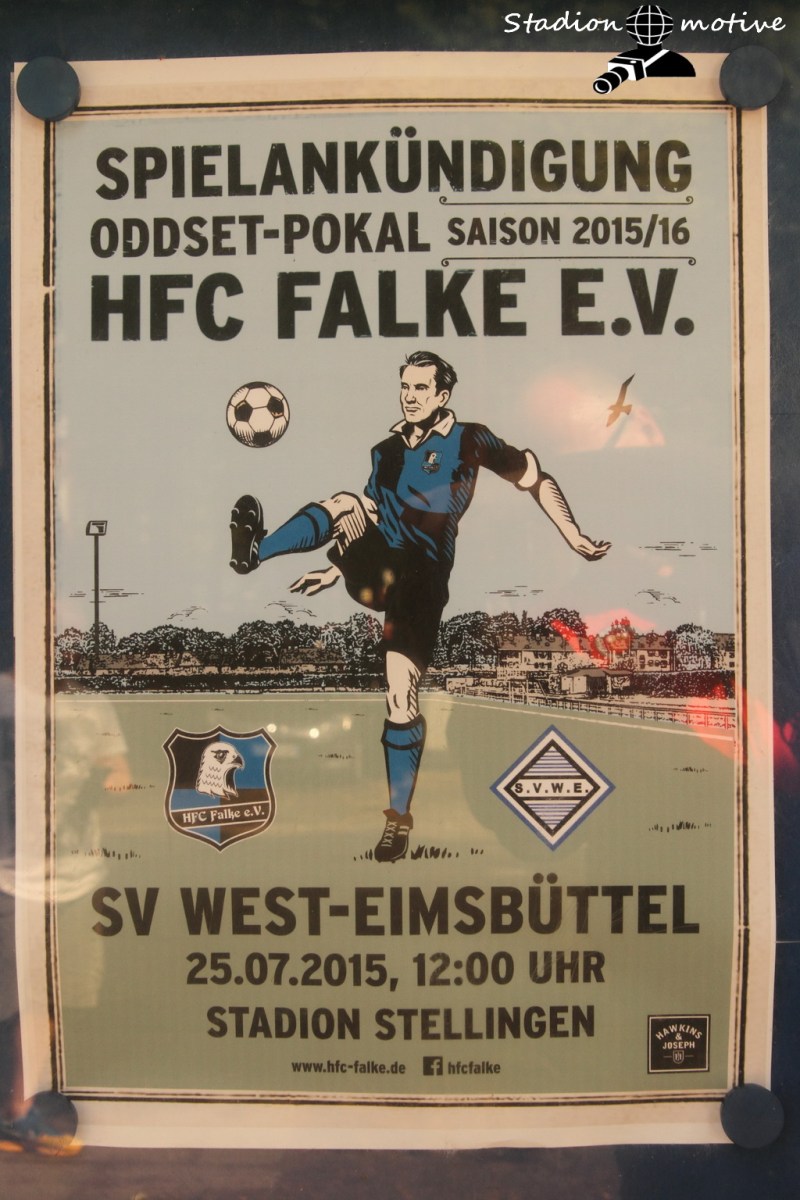 Stadion motive
SPIELANKÜNDIGUNG
ODDSET-POKAL SAISON 2015/16
HFC FALKE E.V.
HFC Falke e.V.
S.V.W.E.
SV WEST-EIMSBÜTTEL
25.07.2015, 12:00 UHR
STADION STELLINGEN
HAWKINS
&
JOSEPH
www.hfc-falke.de f hfcfalke